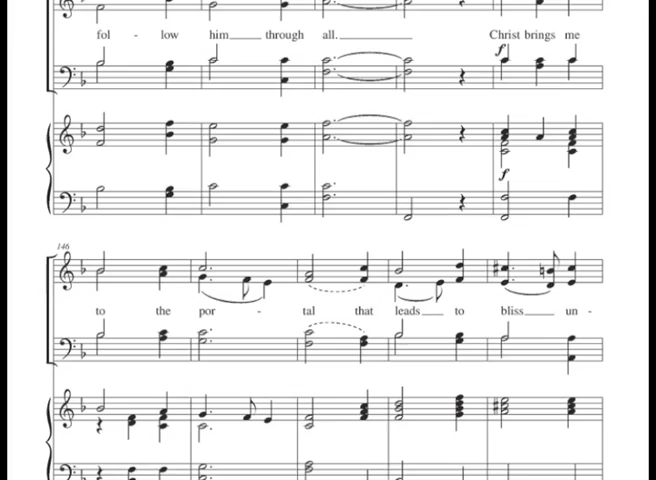 fol - low him through all. Christ brings me
f
f
146
to the por - tal that leads to bliss un -